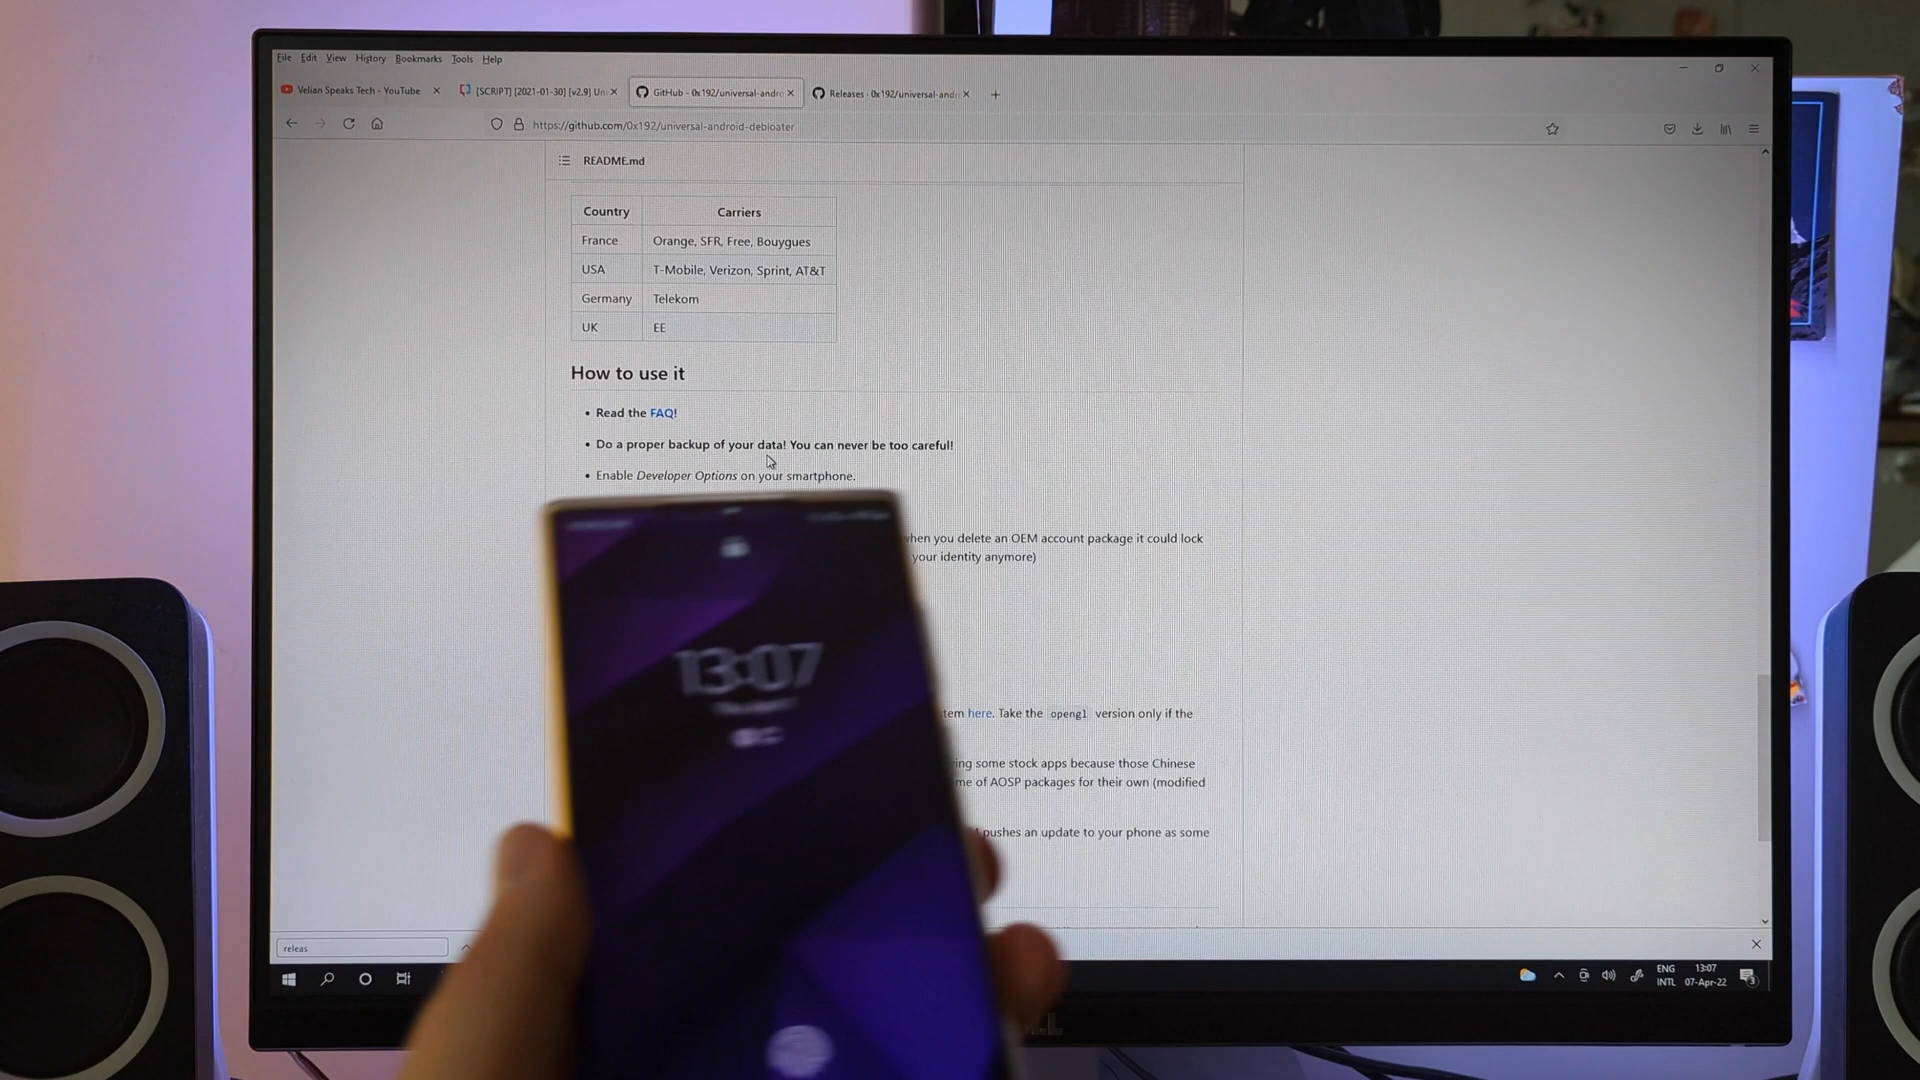 File Edit View History Bookmarks Tools Help
Velian Speaks Tech - YouTube
[SCRIPT] [2021-01-30] [v2.9] Un
GitHub - 0x192/universal-andro
Releases · 0x192/universal-andr
https://github.com/0x192/universal-android-debloater
README.md
Country Carriers
France Orange, SFR, Free, Bouygues
USA T-Mobile, Verizon, Sprint, AT&T
Germany Telekom
UK EE
How to use it
• Read the FAQ!
• Do a proper backup of your data! You can never be too careful!
• Enable Developer Options on your smartphone.
when you delete an OEM account package it could lock
your identity anymore)
tem here. Take the opengl version only if the
ing some stock apps because those Chinese
me of AOSP packages for their own (modified
pushes an update to your phone as some
13:07
releas
ENG
INTL
13:07
07-Apr-22
3